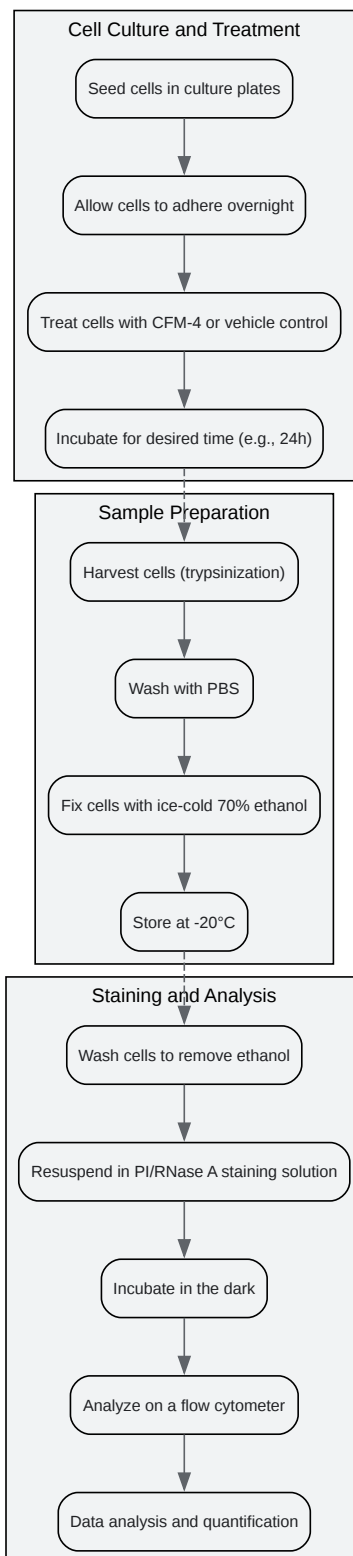 Cell Culture and Treatment
Seed cells in culture plates
Allow cells to adhere overnight
Treat cells with CFM-4 or vehicle control
Incubate for desired time (e.g., 24h)
Sample Preparation
Harvest cells (trypsinization)
Wash with PBS
Fix cells with ice-cold 70% ethanol
Store at -20°C
Staining and Analysis
Wash cells to remove ethanol
Resuspend in PI/RNase A staining solution
Incubate in the dark
Analyze on a flow cytometer
Data analysis and quantification